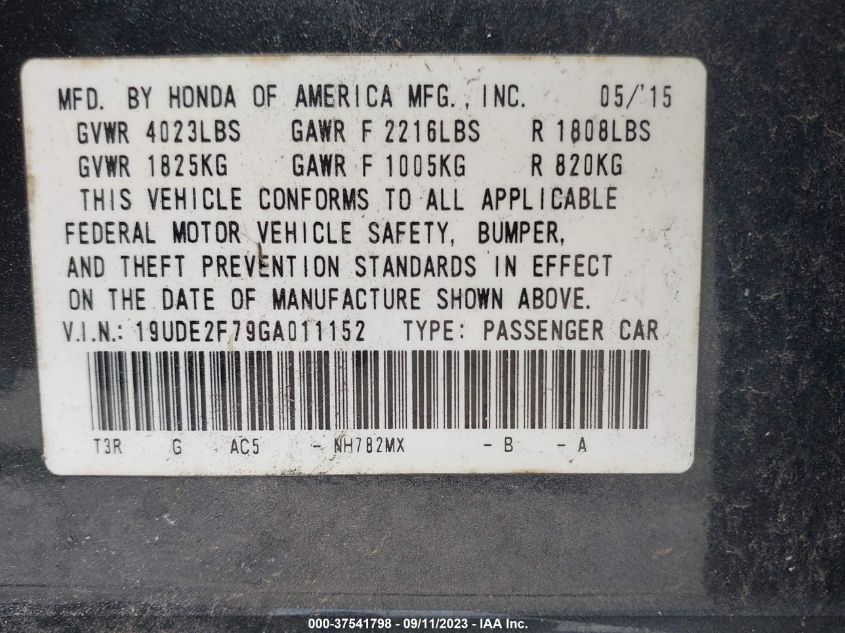 MFD. BY HONDA OF AMERICA MFG., INC. 05/'15
GVWR 4023LBS GAWR F 2216LBS R 1808LBS
GVWR 1825KG GAWR F 1005KG R 820KG
THIS VEHICLE CONFORMS TO ALL APPLICABLE
FEDERAL MOTOR VEHICLE SAFETY, BUMPER,
AND THEFT PREVENTION STANDARDS IN EFFECT
ON THE DATE OF MANUFACTURE SHOWN ABOVE.
V.I.N.: 19UDE2F79GA011152 TYPE: PASSENGER CAR
T3R G AC5 - NH782MX - B - A
000-37541798 - 09/11/2023 - IAA Inc.